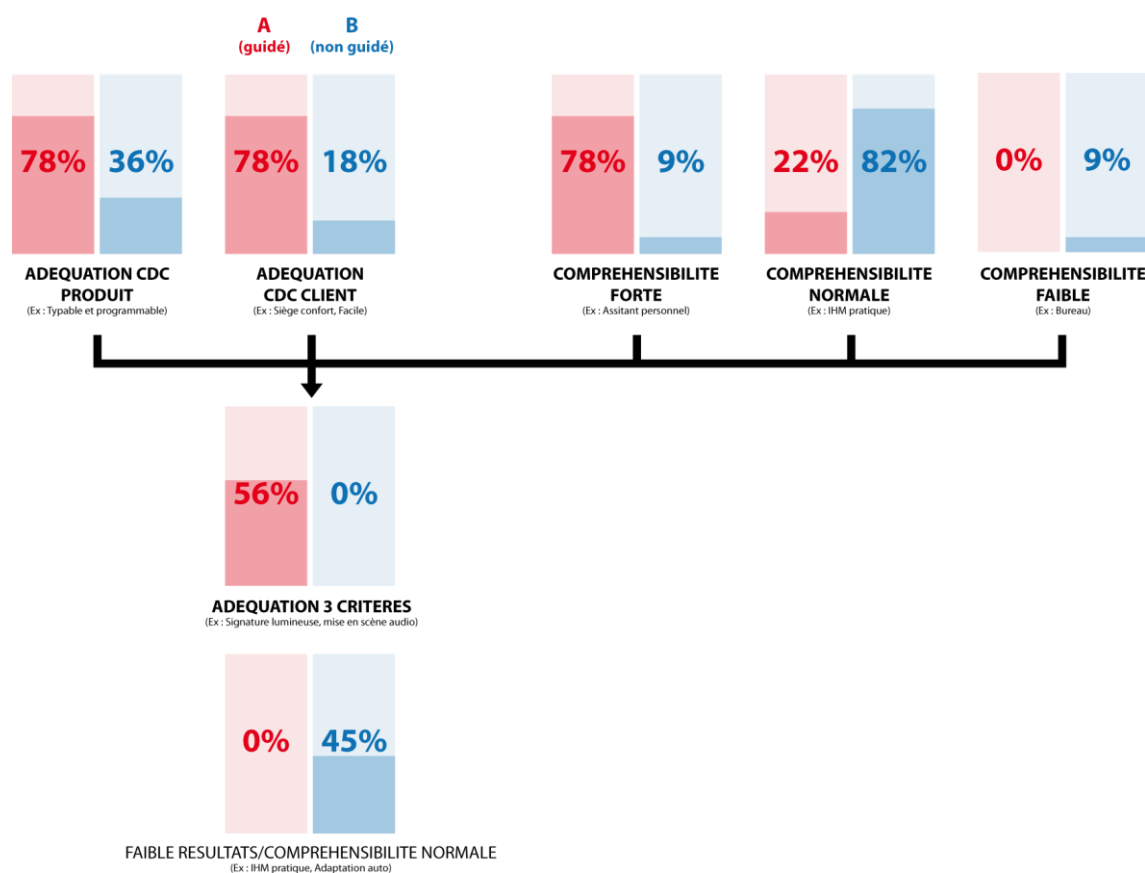 A
(guidé)
B
(non guidé)
78%
36%
78%
18%
78%
9%
22%
82%
0%
9%
ADEQUATION CDC
PRODUIT
(Ex : Typable et programmable)
ADEQUATION
CDC CLIENT
(Ex : Siège confort, Facile)
COMPREHENSIBILITE
FORTE
(Ex : Assitant personnel)
COMPREHENSIBILITE
NORMALE
(Ex : IHM pratique)
COMPREHENSIBILITE
FAIBLE
(Ex : Bureau)
56%
0%
ADEQUATION 3 CRITERES
(Ex : Signature lumineuse, mise en scène audio)
0%
45%
FAIBLE RESULTATS/COMPREHENSIBILITE NORMALE
(Ex : IHM pratique, Adaptation auto)